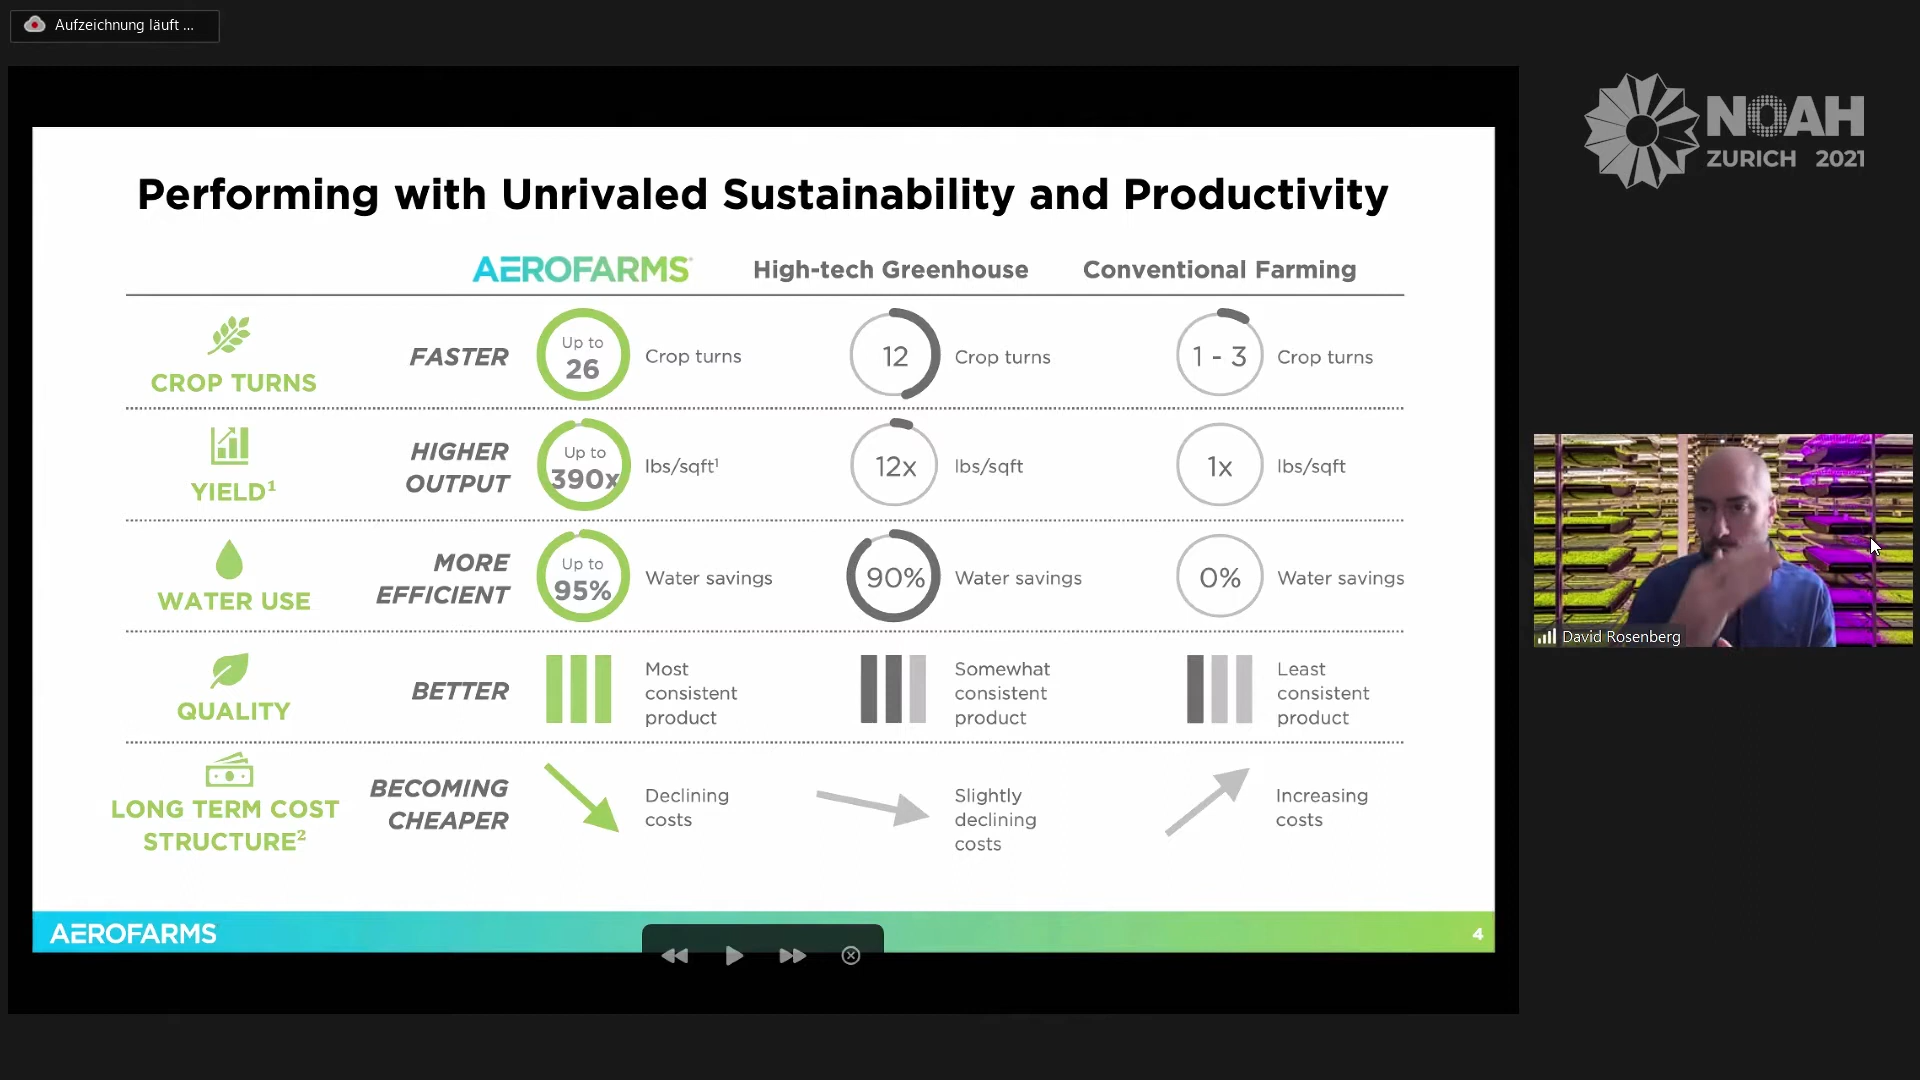 Aufzeichnung läuft ...
NOAH
ZURICH 2021
Performing with Unrivaled Sustainability and Productivity
AEROFARMS
High-tech Greenhouse
Conventional Farming
CROP TURNS
FASTER
Up to
26
Crop turns
12
Crop turns
1 - 3
Crop turns
YIELD¹
HIGHER
OUTPUT
Up to
390x
lbs/sqft¹
12x
lbs/sqft
1x
lbs/sqft
WATER USE
MORE
EFFICIENT
Up to
95%
Water savings
90%
Water savings
0%
Water savings
QUALITY
BETTER
Most
consistent
product
Somewhat
consistent
product
Least
consistent
product
LONG TERM COST
STRUCTURE²
BECOMING
CHEAPER
Declining
costs
Slightly
declining
costs
Increasing
costs
AEROFARMS
4
David Rosenberg